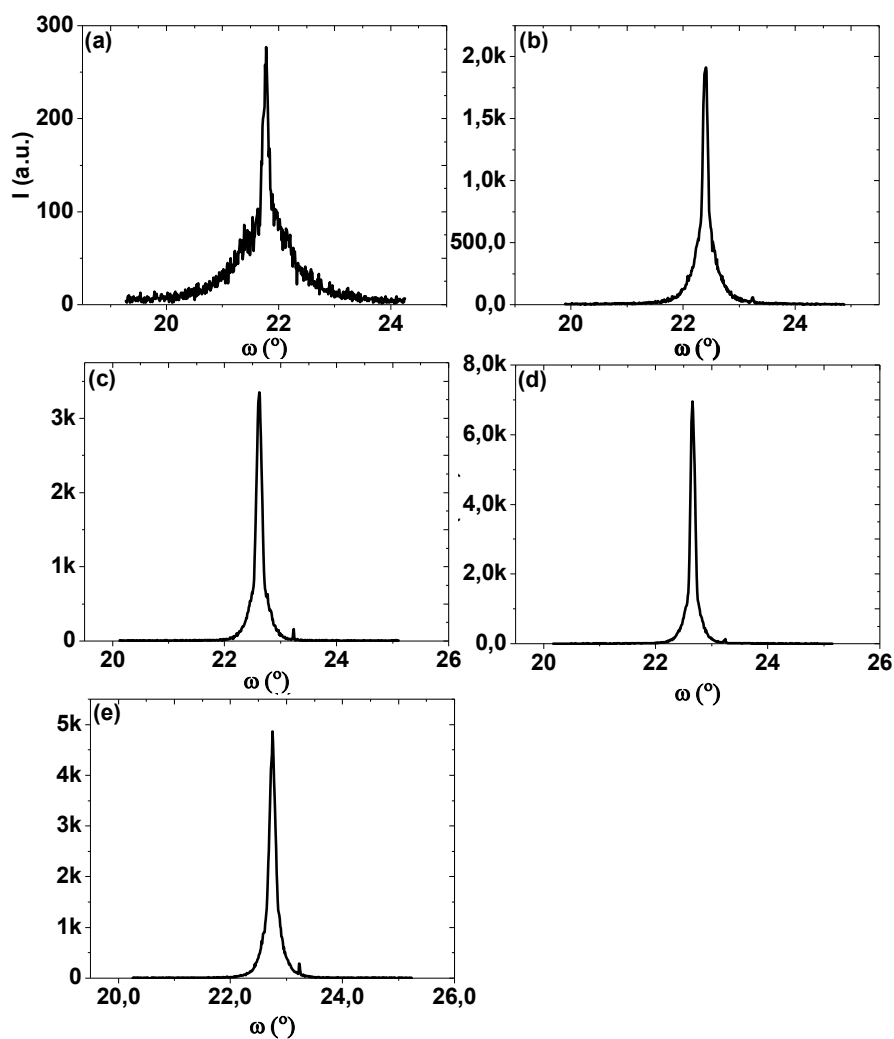 (a)
300
200
100
0
I (a.u.)
20
22
24
ω (º)
(b)
2,0k
1,5k
1,0k
500,0
0,0
20
22
24
ω (º)
(c)
3k
2k
1k
0
20
22
24
26
ω (º)
(d)
8,0k
6,0k
4,0k
2,0k
0,0
20
22
24
26
ω (º)
(e)
5k
4k
3k
2k
1k
0
20,0
22,0
24,0
26,0
ω (º)